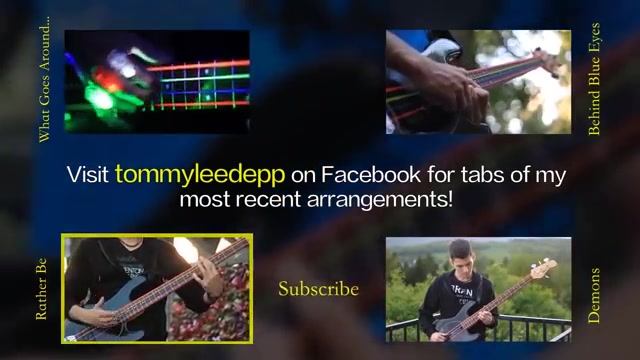 What Goes Around...
Behind Blue Eyes
Visit tommyleedepp on Facebook for tabs of my
most recent arrangements!
Rather Be
Subscribe
Demons